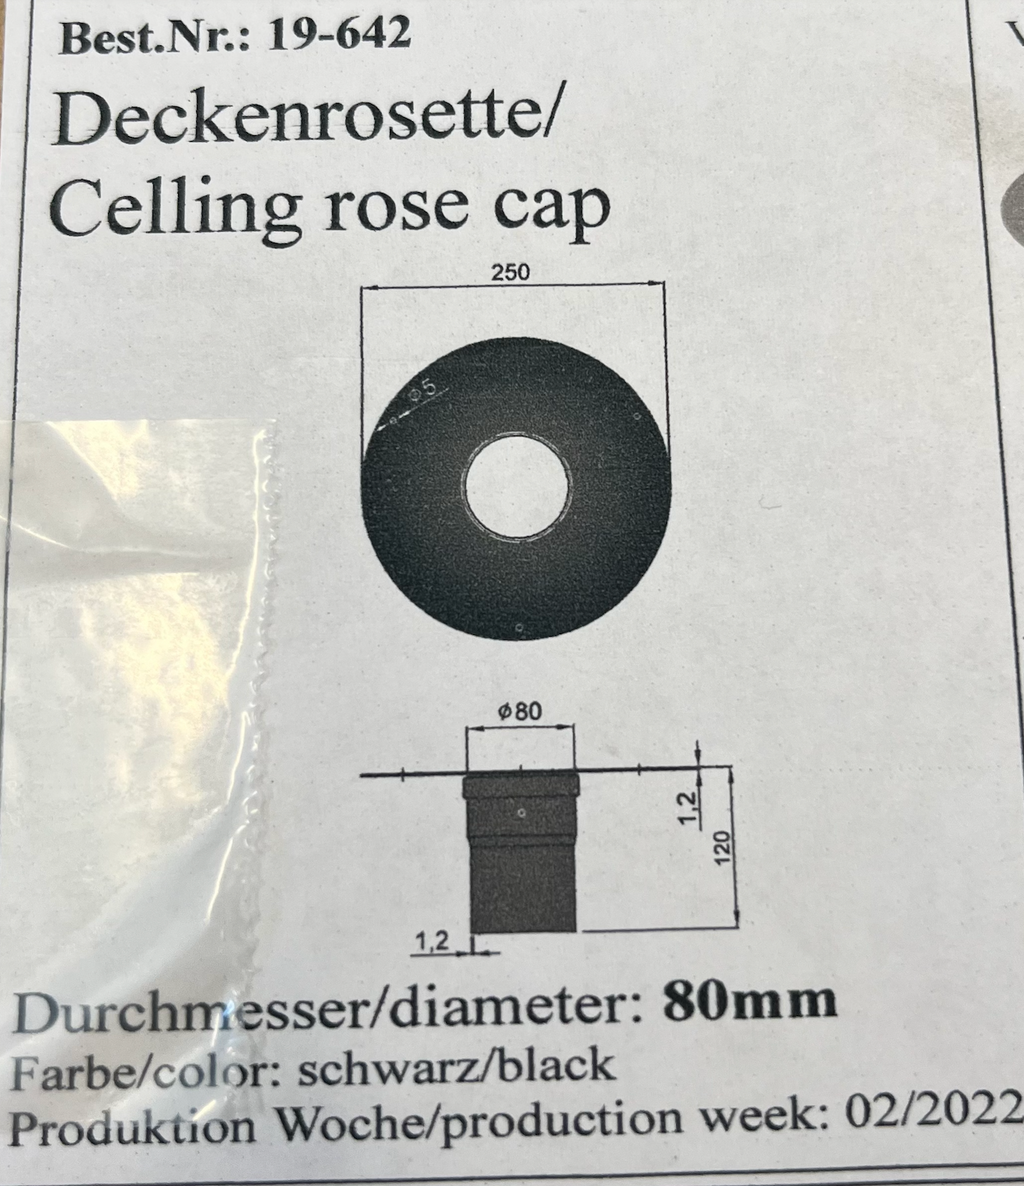 Best.Nr.: 19-642
Deckenrosette/
Celling rose cap
250
Φ5
ϕ80
1,2
120
1,2
Durchmesser/diameter: 80mm
Farbe/color: schwarz/black
Produktion Woche/production week: 02/2022